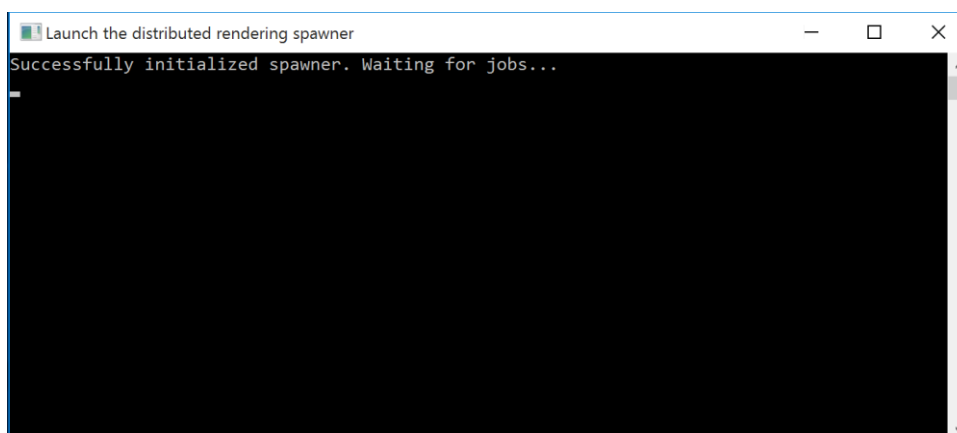 Launch the distributed rendering spawner
Successfully initialized spawner. Waiting for jobs...